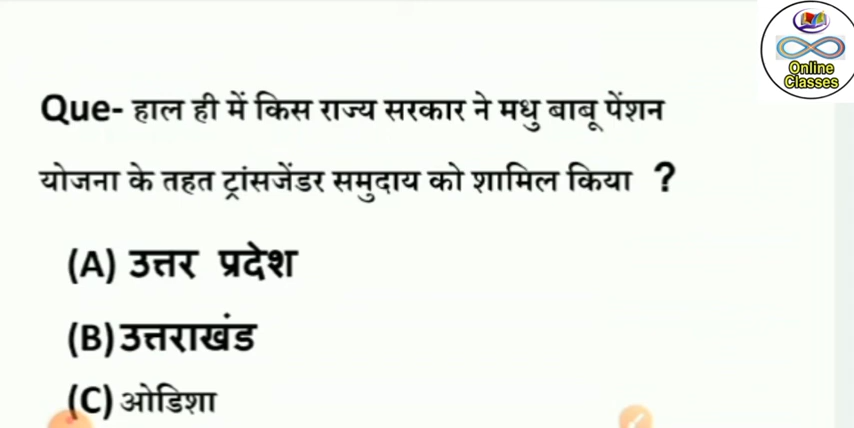 Online
Classes
Que- हाल ही में किस राज्य सरकार ने मधु बाबू पेंशन
योजना के तहत ट्रांसजेंडर समुदाय को शामिल किया ?
(A) उत्तर प्रदेश
(B) उत्तराखंड
(C) ओडिशा